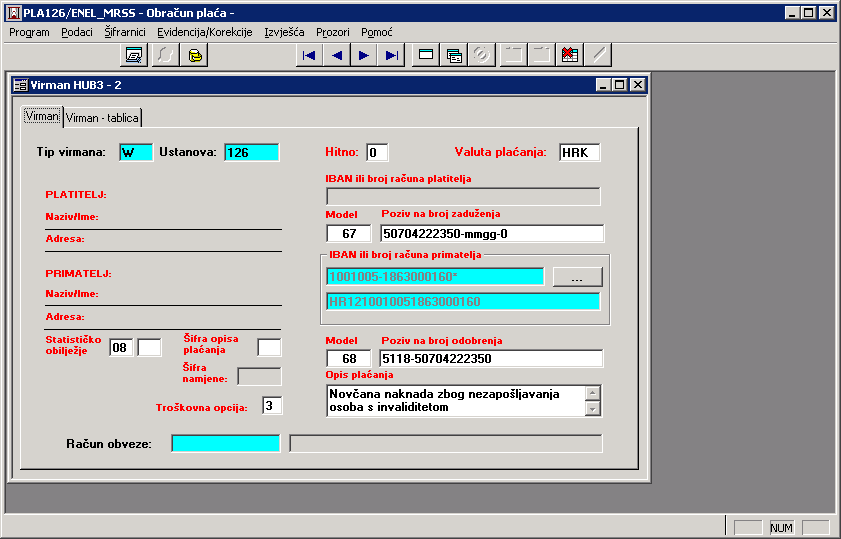 PLA126/ENEL_MRSS - Obračun plaća -
Program Podaci Šifrarnici Evidencija/Korekcije Izvješća Prozori Pomoć
Virman HUB3 - 2
Virman Virman - tablica
Tip virmana: W Ustanova: 126 Hitno: 0 Valuta plaćanja: HRK
IBAN ili broj računa platitelja
PLATITELJ:
Naziv/Ime:
Model Poziv na broj zaduženja
67 50704222350-mmgg-0
Adresa:
IBAN ili broj računa primatelja
PRIMATELJ:
1001005-1863000160* ...
Naziv/Ime:
HR1210010051863000160
Adresa:
Statističko obilježje 08
Šifra opisa plaćanja
Model Poziv na broj odobrenja
68 5118-50704222350
Šifra namjene:
Opis plaćanja
Novčana naknada zbog nezapošljavanja
osoba s invaliditetom
Troškovna opcija: 3
Račun obveze:
NUM